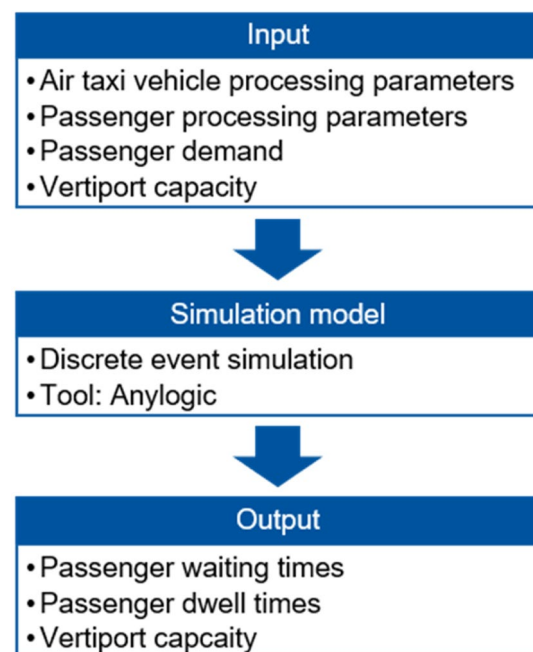 Input
• Air taxi vehicle processing parameters
• Passenger processing parameters
• Passenger demand
• Vertiport capacity
Simulation model
• Discrete event simulation
• Tool: Anylogic
Output
• Passenger waiting times
• Passenger dwell times
• Vertiport capcaity